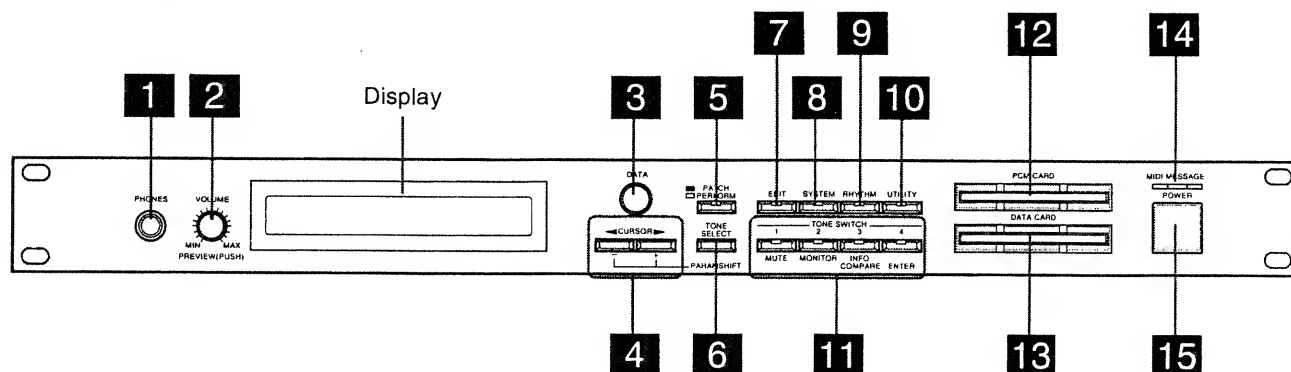 7 9 12 14
1 2 Display 3 5 8 10
DATA
PATCH
PERFORM
EDIT SYSTEM RHYTHM UTILITY
PCM CARD
MIDI MESSAGE
POWER
PHONES VOLUME
MIN MAX
PREVIEW(PUSH)
◄CURSOR►
TONE
SELECT
TONE SWITCH
1 2 3 4
DATA CARD
− + PARAM/SHIFT
MUTE MONITOR INFO ENTER
COMPARE
4 6 11 13 15